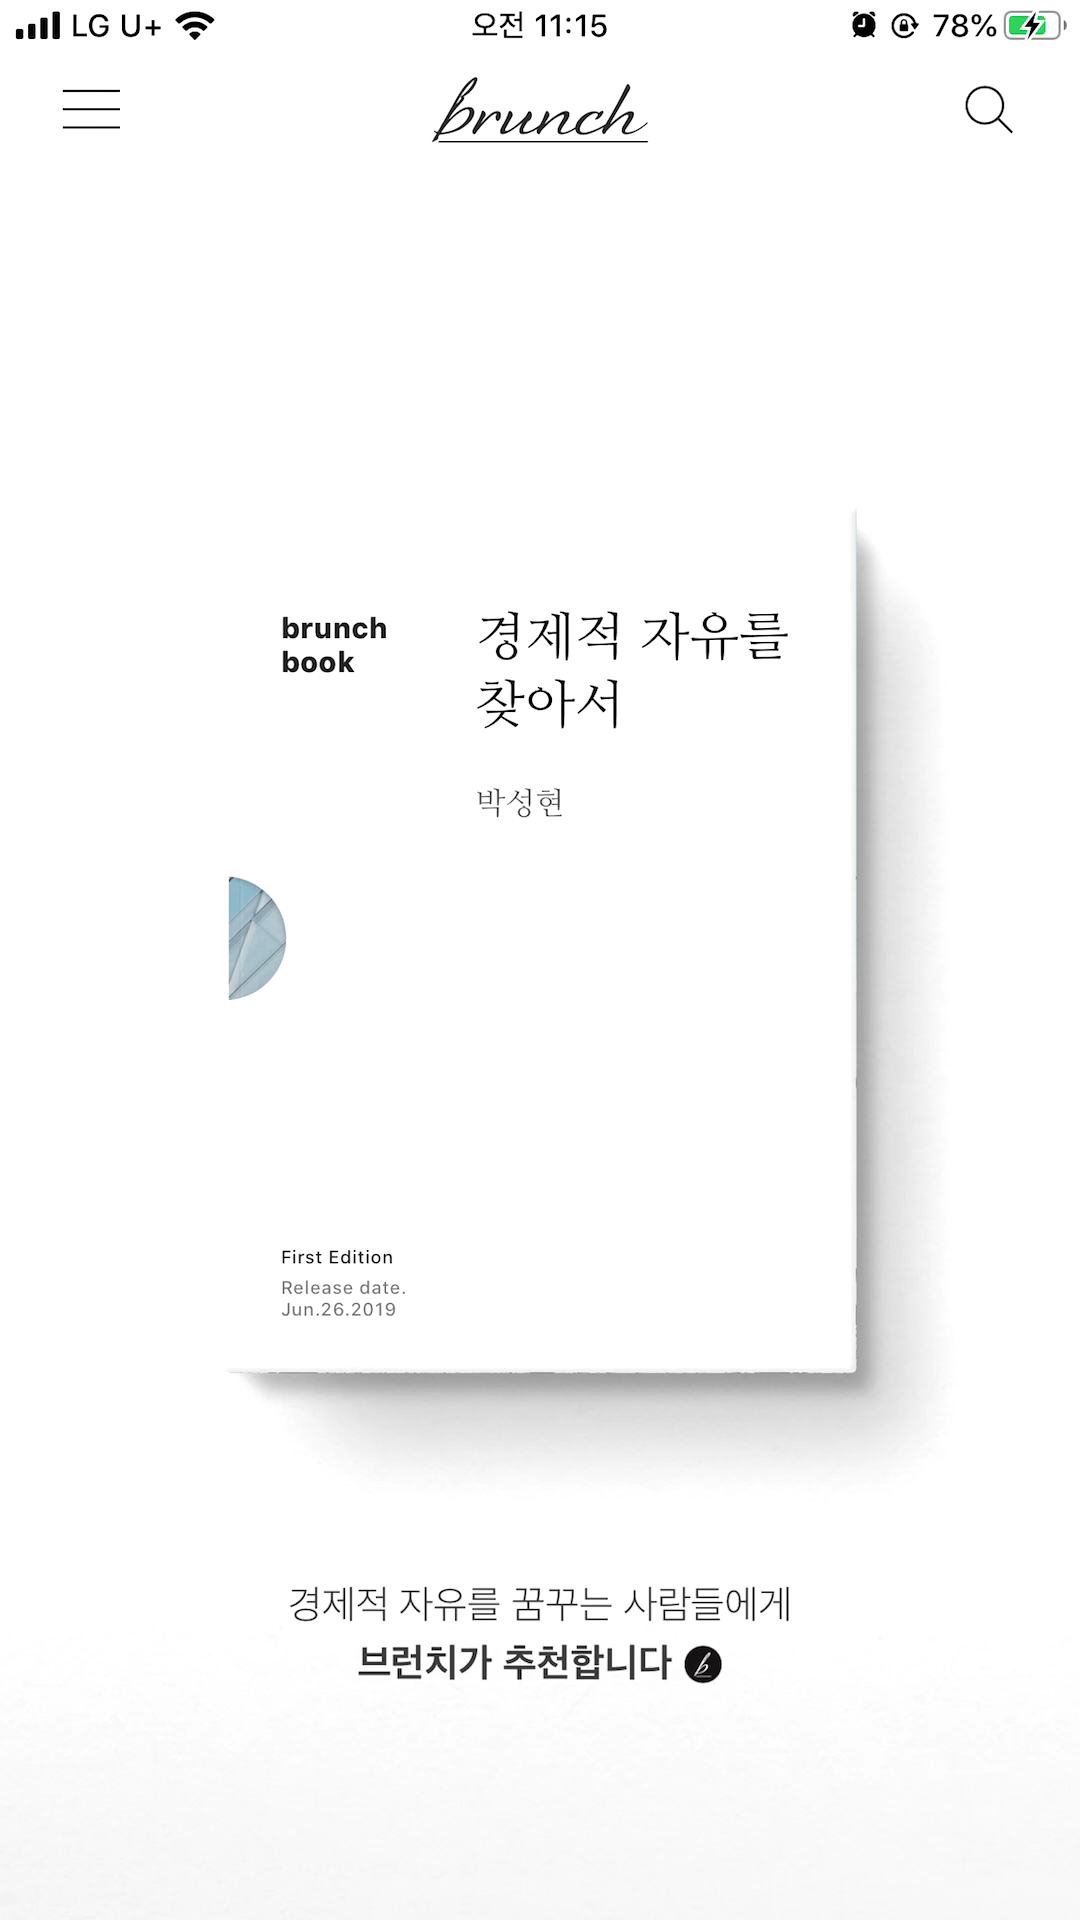 LG U+ 오전 11:15 78%
brunch
brunch
book
경제적 자유를
찾아서
박성현
First Edition
Release date.
Jun.26.2019
경제적 자유를 꿈꾸는 사람들에게
브런치가 추천합니다 b